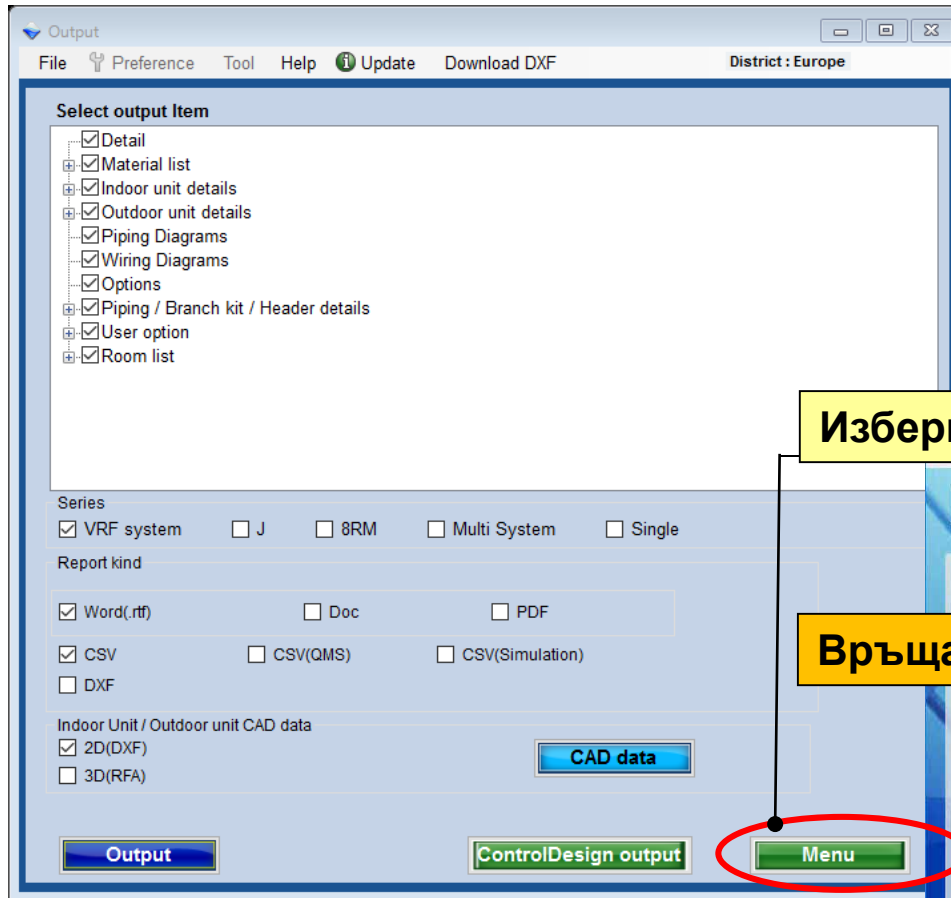 Output
File Preference Tool Help Update Download DXF District : Europe
Select output Item
Detail
Material list
Indoor unit details
Outdoor unit details
Piping Diagrams
Wiring Diagrams
Options
Piping / Branch kit / Header details
User option
Room list
Series
VRF system J 8RM Multi System Single
Report kind
Word(.rtf) Doc PDF
CSV CSV(QMS) CSV(Simulation)
DXF
Indoor Unit / Outdoor unit CAD data
2D(DXF)
CAD data
3D(RFA)
Output ControlDesign output Menu